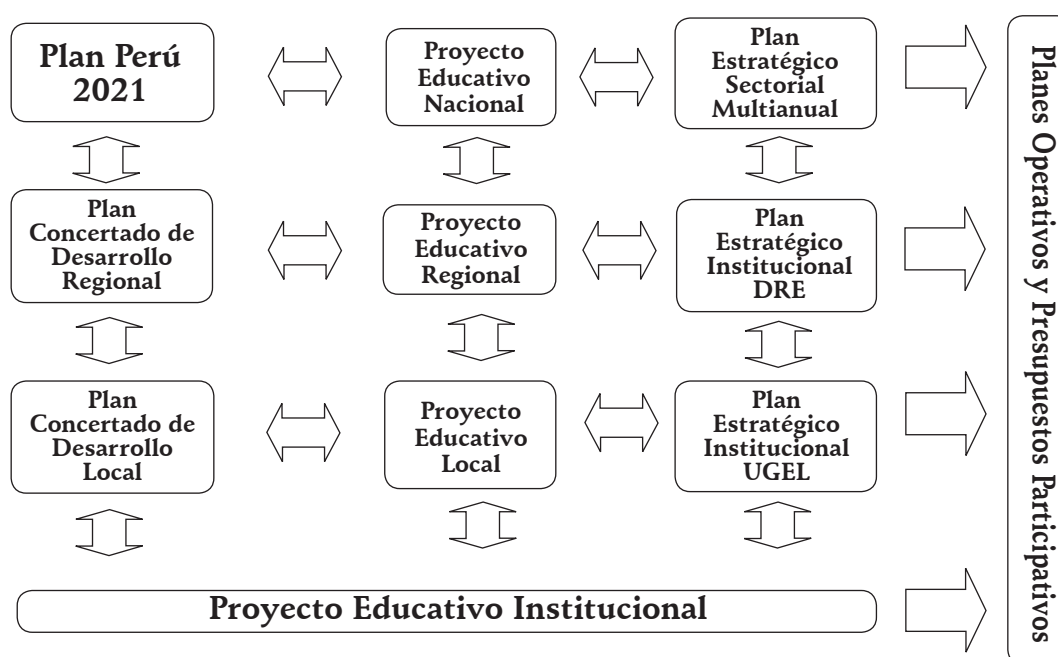 Plan Perú
2021
Proyecto
Educativo
Nacional
Plan
Estratégico
Sectorial
Multianual
Plan
Concertado de
Desarrollo
Regional
Proyecto
Educativo
Regional
Plan
Estratégico
Institucional
DRE
Plan
Concertado de
Desarrollo
Local
Proyecto
Educativo
Local
Plan
Estratégico
Institucional
UGEL
Proyecto Educativo Institucional
Planes Operativos y Presupuestos Participativos